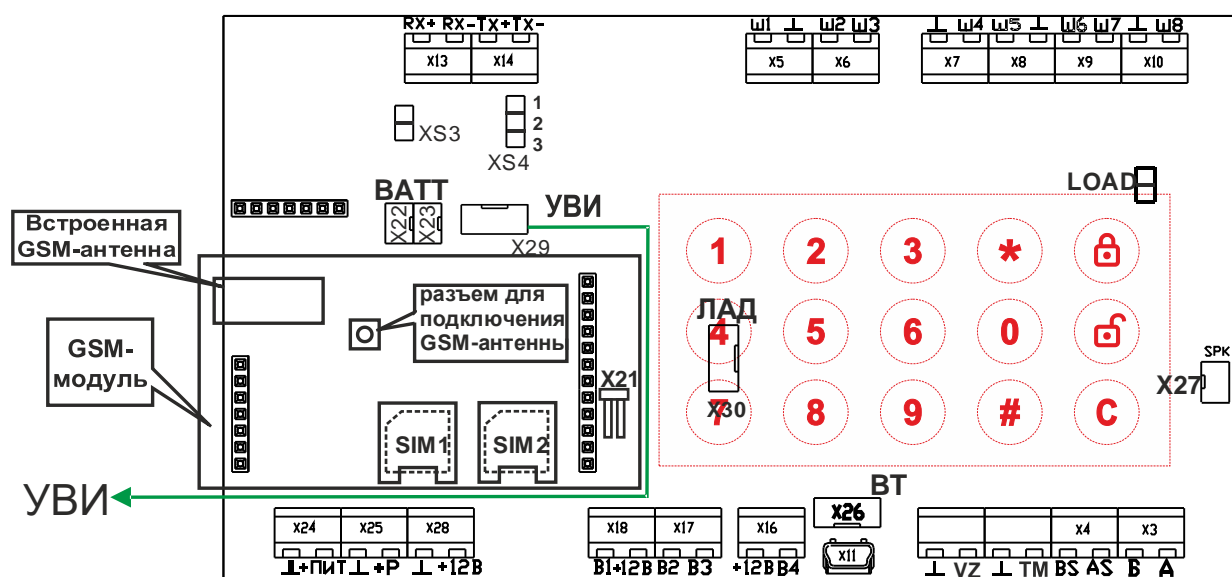 RX+ RX- TX+ TX-
X13 X14
Ш1 ⊥ Ш2 Ш3
X5 X6
⊥ Ш4 Ш5 ⊥ Ш6 Ш7 ⊥ Ш8
X7 X8 X9 X10
XS3
1
2
3
XS4
LOAD
BATT
X22 X23
УВИ
X29
Встроенная
GSM-антенна
разъем для
подключения
GSM-антеннь
GSM-
модуль
X21
SIM1 SIM2
1 2 3 *
4 5 6 0
7 8 9 # C
ЛАД
X30
SPK
X27
УВИ
ВТ
X26
X11
X24 X25 X28
⊥ +ПИТ ⊥ +Р ⊥ +12В
X18 X17
В1 +12В В2 В3
X16
+12В В4
X4 X3
⊥ VZ ⊥ TM BS AS Б А